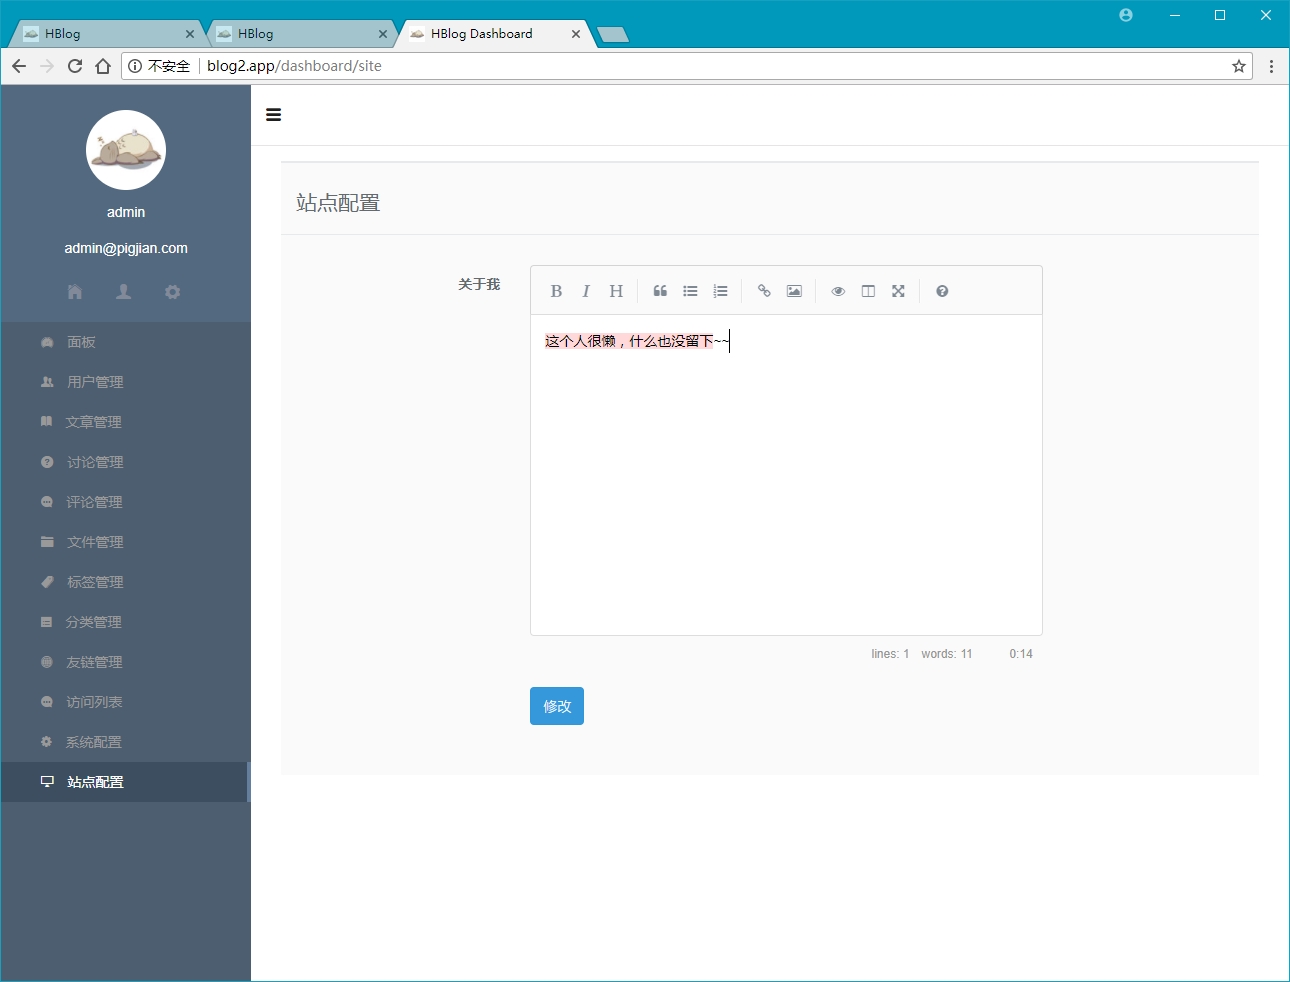 HBlog
HBlog
HBlog Dashboard
不安全 blog2.app/dashboard/site
admin
admin@pigjian.com
面板
用户管理
文章管理
讨论管理
评论管理
文件管理
标签管理
分类管理
友链管理
访问列表
系统配置
站点配置
站点配置
关于我
B I H
这个人很懒，什么也没留下~~
lines: 1 words: 11 0:14
修改